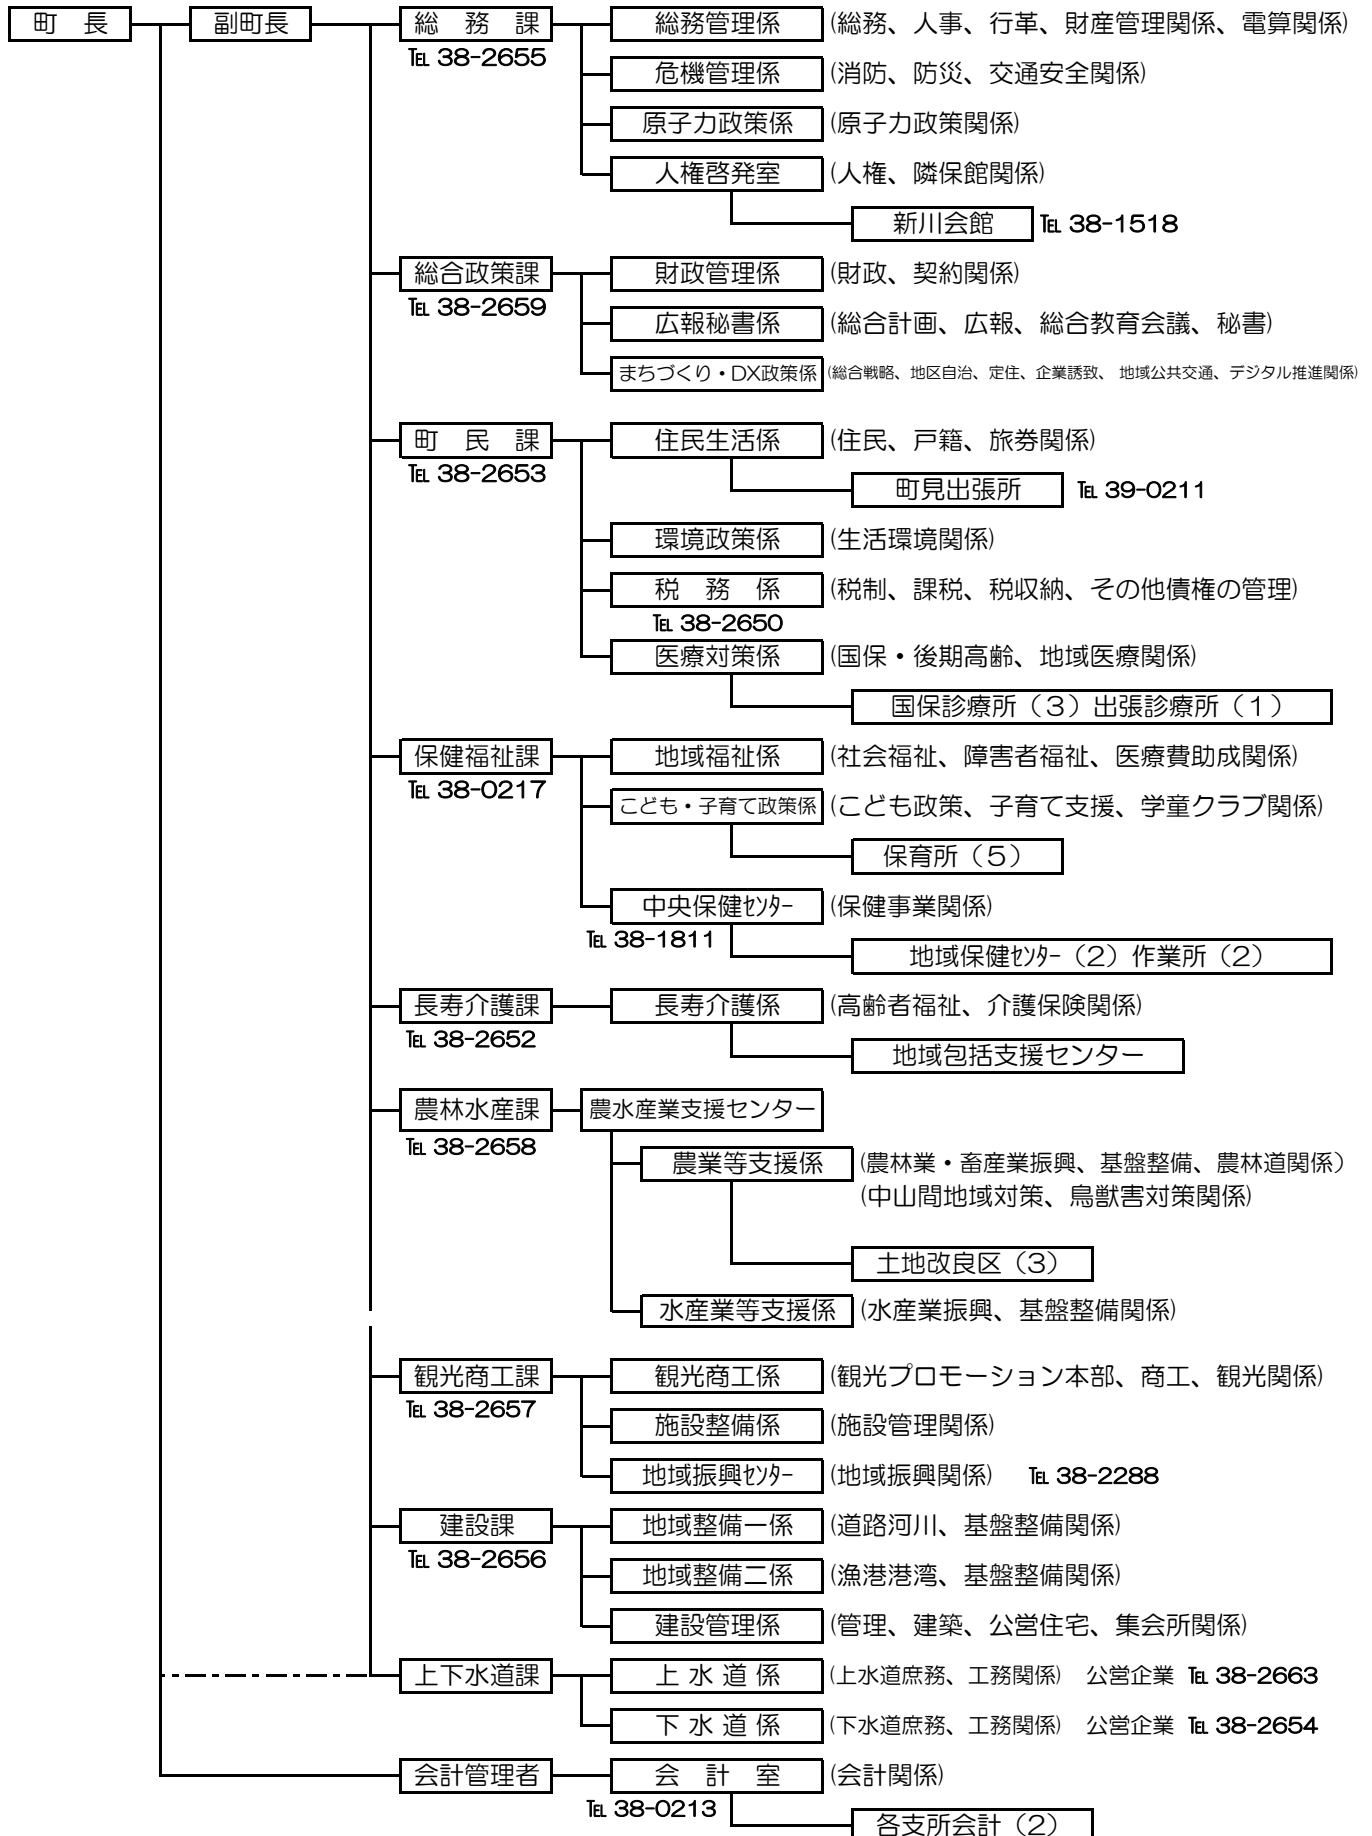 町　長　副町長　総　務　課　総務管理係　(総務、人事、行革、財産管理関係、電算関係)
℡ 38-2655
危機管理係　(消防、防災、交通安全関係)
原子力政策係　(原子力政策関係)
人権啓発室　(人権、隣保館関係)
新川会館　℡ 38-1518
総合政策課　財政管理係　(財政、契約関係)
℡ 38-2659
広報秘書係　(総合計画、広報、総合教育会議、秘書)
まちづくり・DX政策係　(総合戦略、地区自治、定住、企業誘致、 地域公共交通、デジタル推進関係)
町　民　課　住民生活係　(住民、戸籍、旅券関係)
℡ 38-2653
町見出張所　℡ 39-0211
環境政策係　(生活環境関係)
税　務　係　(税制、課税、税収納、その他債権の管理)
℡ 38-2650
医療対策係　(国保・後期高齢、地域医療関係)
国保診療所（３）出張診療所（１）
保健福祉課　地域福祉係　(社会福祉、障害者福祉、医療費助成関係)
℡ 38-0217
こども・子育て政策係　(こども政策、子育て支援、学童クラブ関係)
保育所（５）
中央保健ｾﾝﾀｰ　(保健事業関係)
℡ 38-1811
地域保健ｾﾝﾀｰ（２）作業所（２）
長寿介護課　長寿介護係　(高齢者福祉、介護保険関係)
℡ 38-2652
地域包括支援センター
農林水産課　農水産業支援センター
℡ 38-2658
農業等支援係　(農林業・畜産業振興、基盤整備、農林道関係）
(中山間地域対策、鳥獣害対策関係)
土地改良区（３）
水産業等支援係　(水産業振興、基盤整備関係)
観光商工課　観光商工係　(観光プロモーション本部、商工、観光関係)
℡ 38-2657
施設整備係　(施設管理関係)
地域振興ｾﾝﾀｰ　(地域振興関係)　℡ 38-2288
建設課　地域整備一係　(道路河川、基盤整備関係)
℡ 38-2656
地域整備二係　(漁港港湾、基盤整備関係)
建設管理係　(管理、建築、公営住宅、集会所関係)
上下水道課　上 水 道 係　(上水道庶務、工務関係)　公営企業　℡ 38-2663
下 水 道 係　(下水道庶務、工務関係)　公営企業　℡ 38-2654
会計管理者　会　計　室　(会計関係)
℡ 38-0213
各支所会計（２）